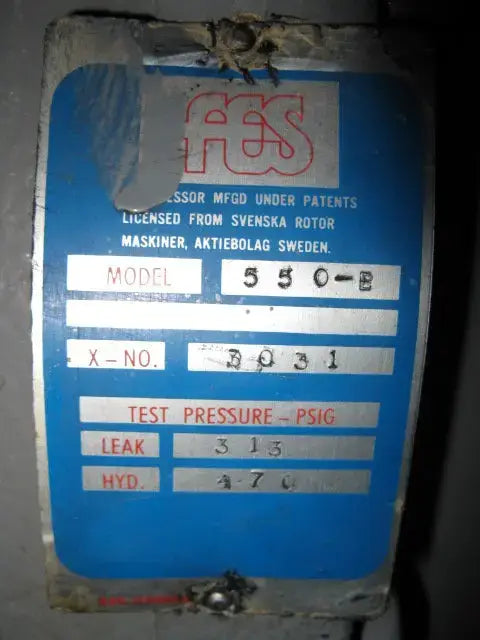 FES
ESSOR MFGD UNDER PATENTS
LICENSED FROM SVENSKA ROTOR
MASKINER, AKTIEBOLAG SWEDEN.
MODEL 550-B
X-NO. 3031
TEST PRESSURE-PSIG
LEAK 313
HYD. 470